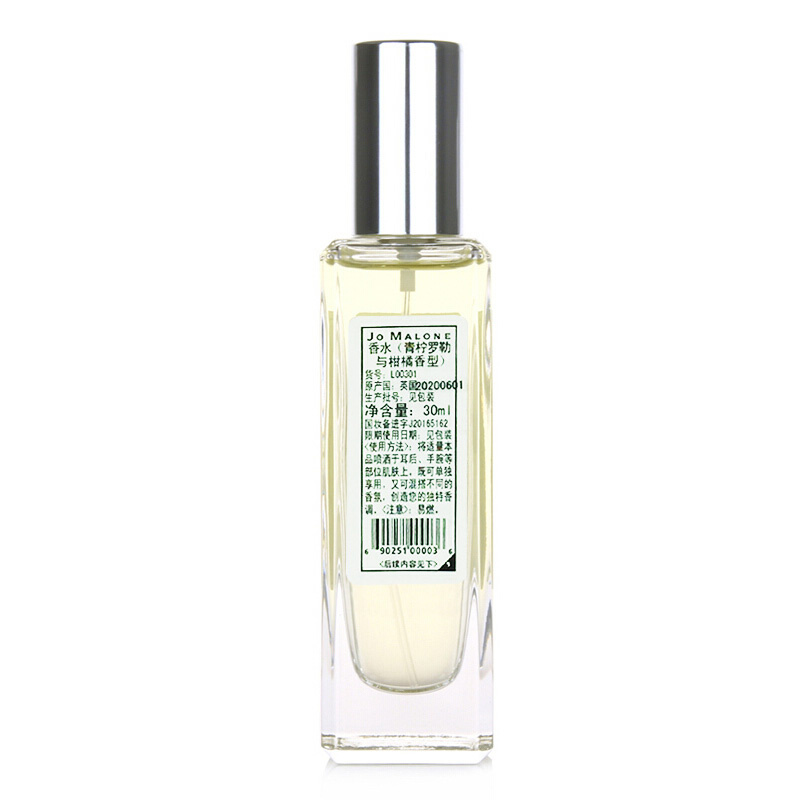 JO MALONE
香水（青柠罗勒
与柑橘香型）
货号：L00301
原产国：英国20200601
生产批号：见包装
净含量：30ml
国妆备进字J20165162
限期使用日期：见包装
<使用方法>：将适量本
品喷洒于耳后、手腕等
部位肌肤上，既可单独
享用，又可混搭不同的
香氛，创造您的独特香
调。<注意>：易燃。
6 90251 00003 6
<后续内容见下>